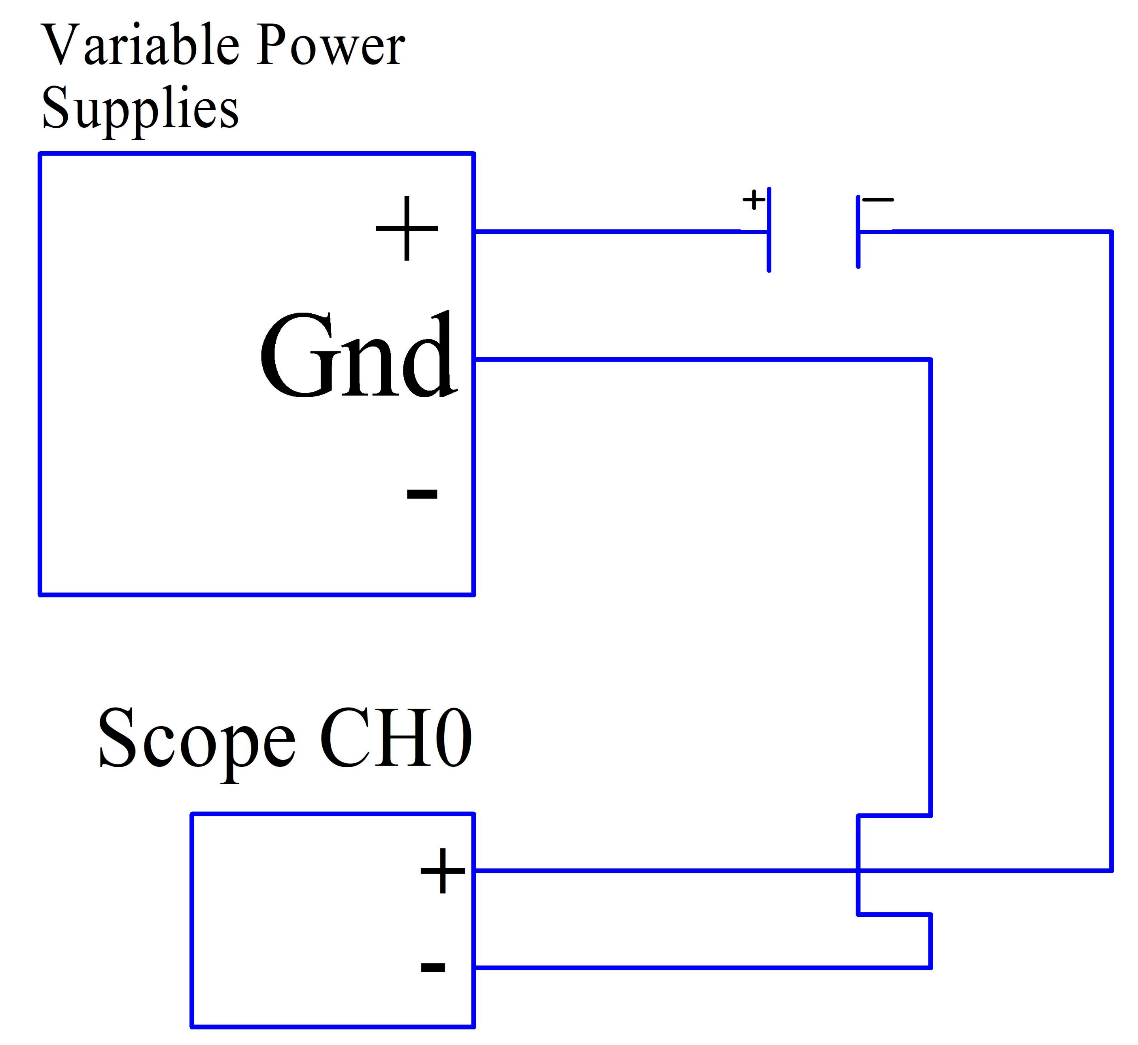 Variable Power
Supplies
+
+ —
Gnd
-
Scope CH0
+
-